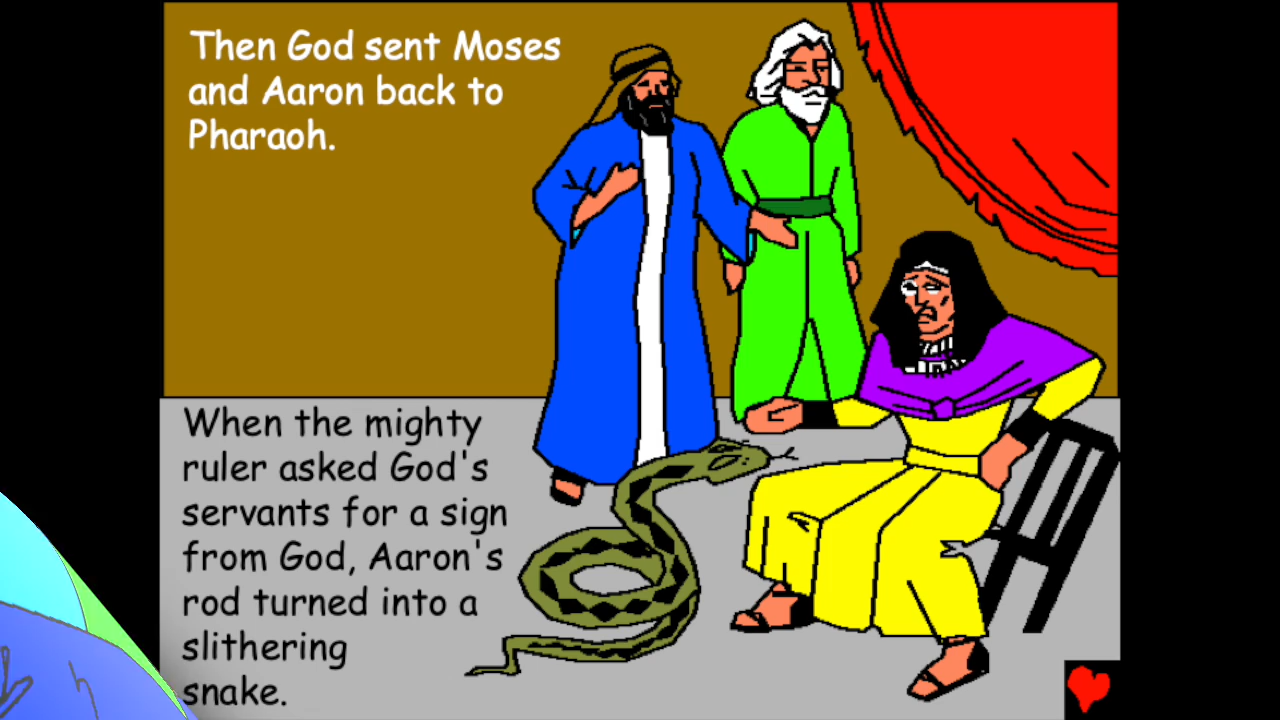 Then God sent Moses
and Aaron back to
Pharaoh.
When the mighty
ruler asked God's
servants for a sign
from God, Aaron's
rod turned into a
slithering
snake.